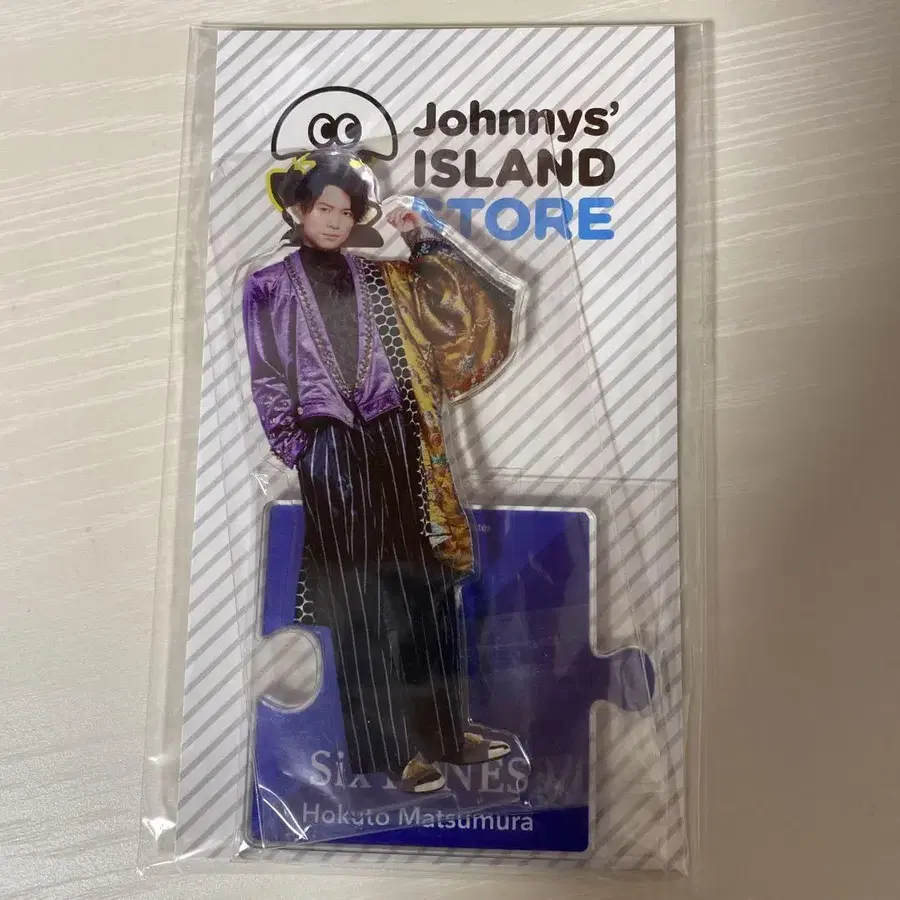 Johnnys'
ISLAND
STORE
SixTONES
Hokuto Matsumura